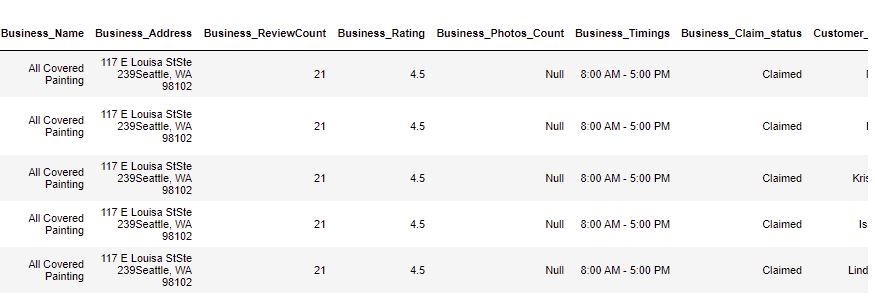 Business_Name Business_Address Business_ReviewCount Business_Rating Business_Photos_Count Business_Timings Business_Claim_status Customer_
All Covered Painting 117 E Louisa StSte 239Seattle, WA 98102 21 4.5 Null 8:00 AM - 5:00 PM Claimed
All Covered Painting 117 E Louisa StSte 239Seattle, WA 98102 21 4.5 Null 8:00 AM - 5:00 PM Claimed
All Covered Painting 117 E Louisa StSte 239Seattle, WA 98102 21 4.5 Null 8:00 AM - 5:00 PM Claimed Kris
All Covered Painting 117 E Louisa StSte 239Seattle, WA 98102 21 4.5 Null 8:00 AM - 5:00 PM Claimed Is
All Covered Painting 117 E Louisa StSte 239Seattle, WA 98102 21 4.5 Null 8:00 AM - 5:00 PM Claimed Lind